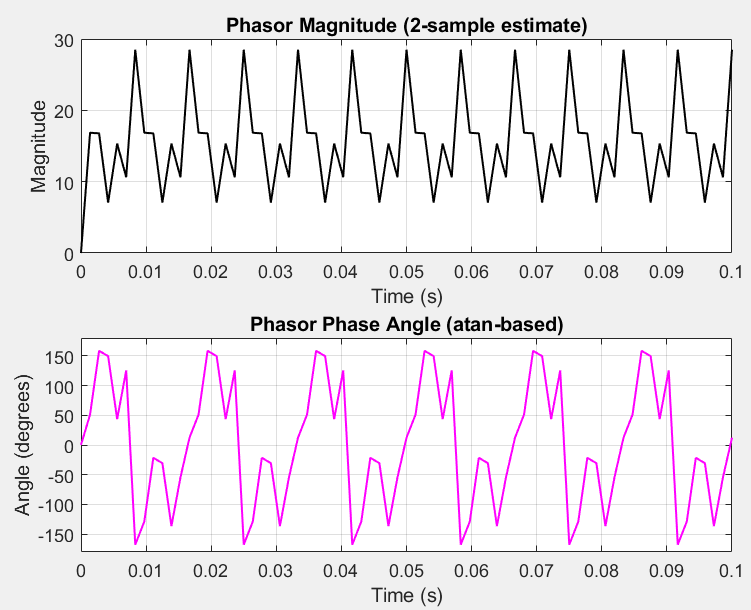 Phasor Magnitude (2-sample estimate)
30
20
10
0
Magnitude
0 0.01 0.02 0.03 0.04 0.05 0.06 0.07 0.08 0.09 0.1
Time (s)
Phasor Phase Angle (atan-based)
150
100
50
0
-50
-100
-150
Angle (degrees)
0 0.01 0.02 0.03 0.04 0.05 0.06 0.07 0.08 0.09 0.1
Time (s)